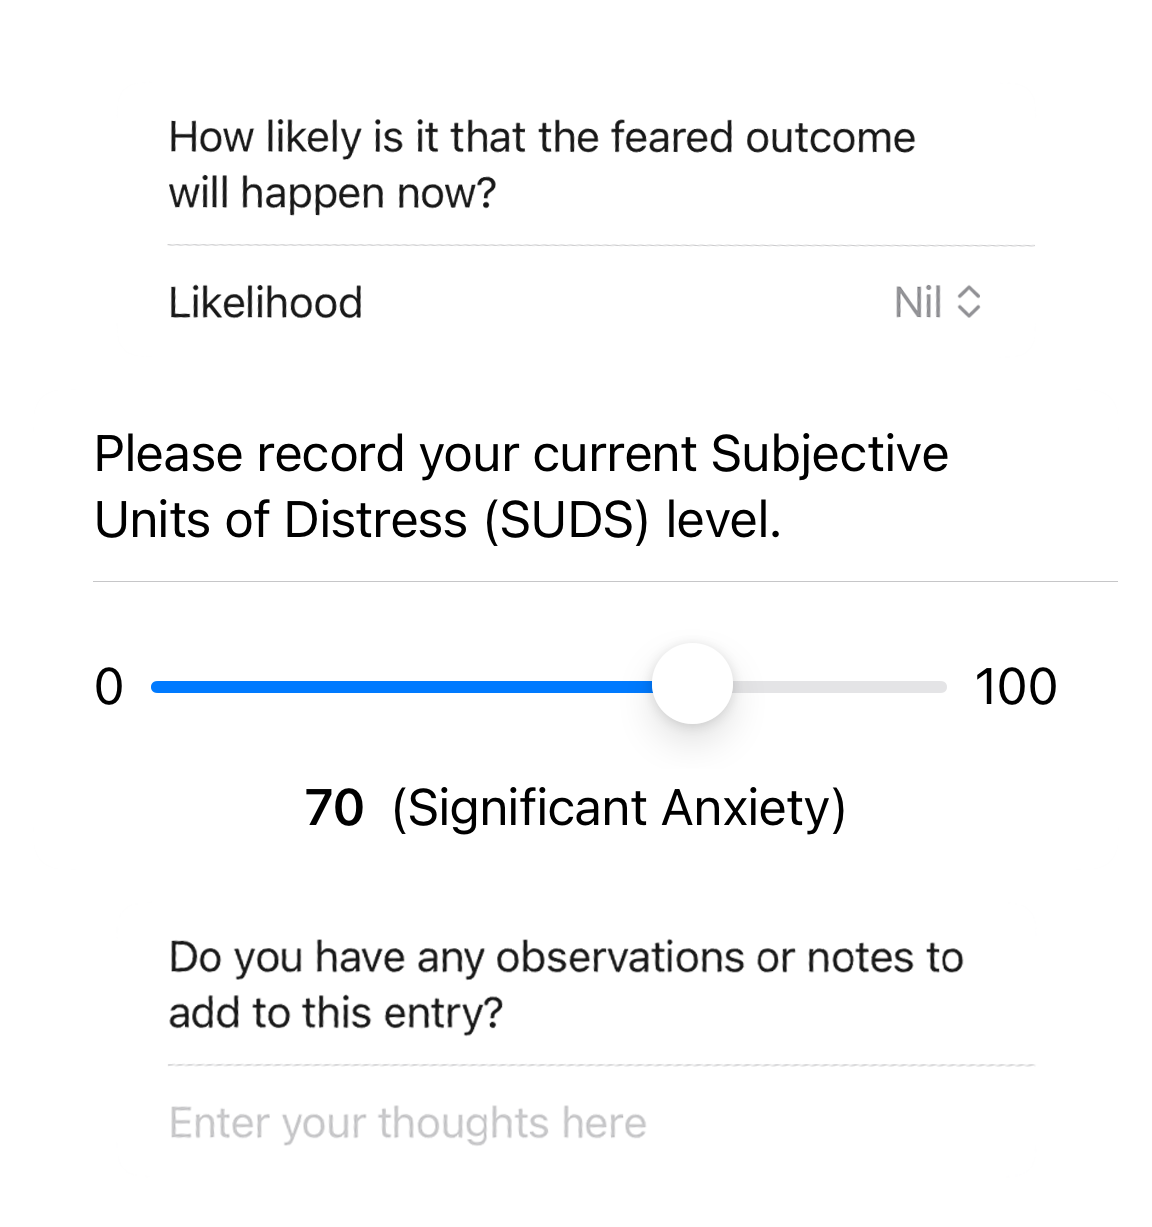 How likely is it that the feared outcome
will happen now?
Likelihood Nil
Please record your current Subjective
Units of Distress (SUDS) level.
0 100
70 (Significant Anxiety)
Do you have any observations or notes to
add to this entry?
Enter your thoughts here